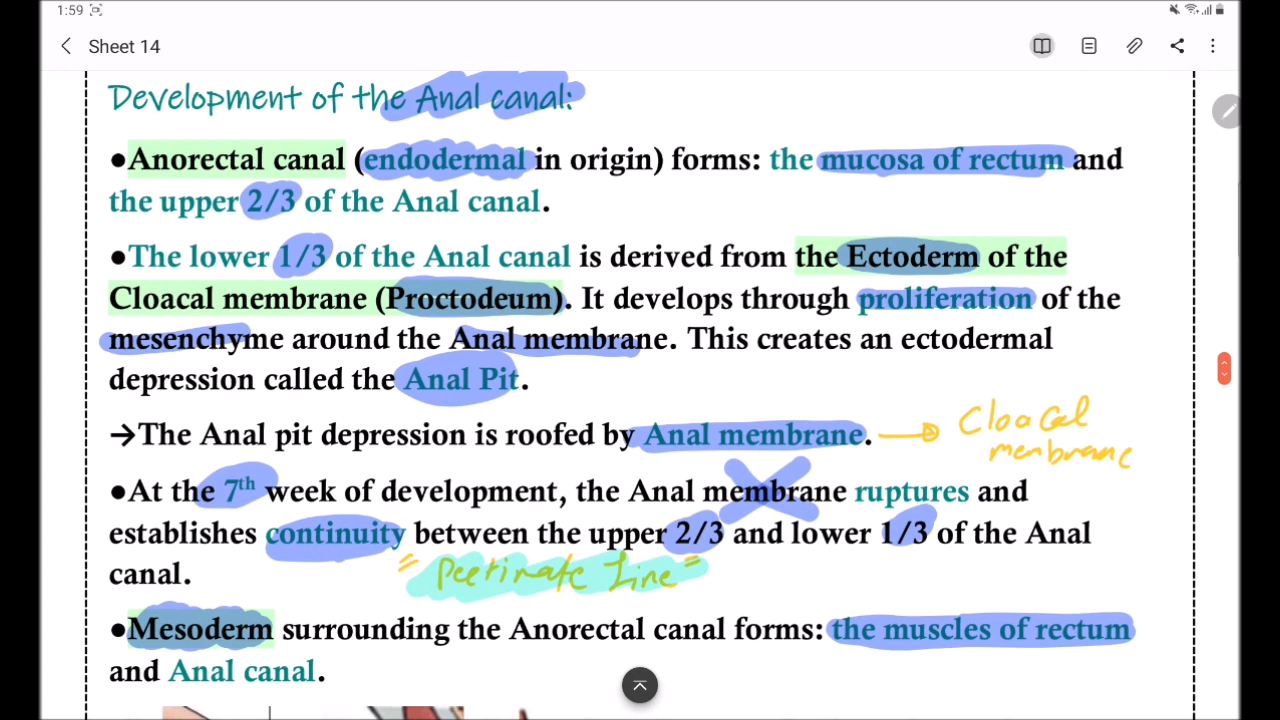 1:59
Sheet 14
Development of the Anal canal:
●Anorectal canal (endodermal in origin) forms: the mucosa of rectum and
the upper 2/3 of the Anal canal.
●The lower 1/3 of the Anal canal is derived from the Ectoderm of the
Cloacal membrane (Proctodeum). It develops through proliferation of the
mesenchyme around the Anal membrane. This creates an ectodermal
depression called the Anal Pit.
→The Anal pit depression is roofed by Anal membrane.
Cloacal
menbrane
●At the 7th week of development, the Anal membrane ruptures and
establishes continuity between the upper 2/3 and lower 1/3 of the Anal
canal.
"Pectinate Line"
●Mesoderm surrounding the Anorectal canal forms: the muscles of rectum
and Anal canal.